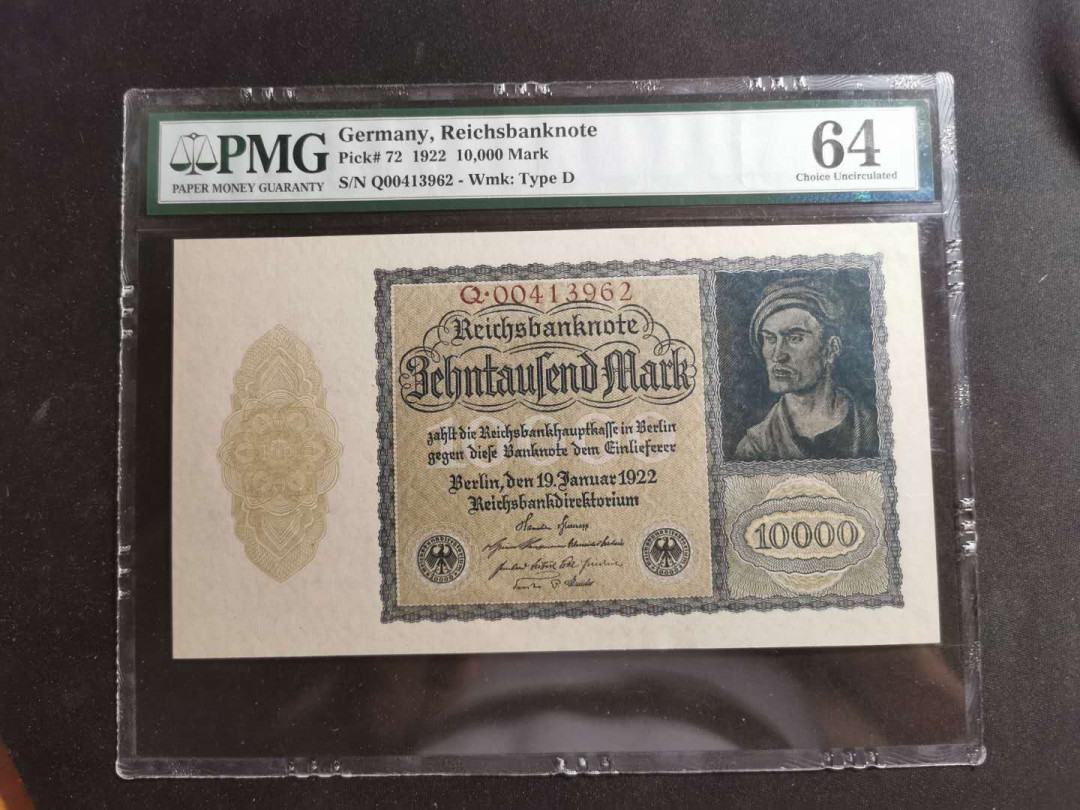 PMG
PAPER MONEY GUARANTY
Germany, Reichsbanknote
Pick# 72 1922 10,000 Mark
S/N Q00413962 - Wmk: Type D
64
Choice Uncirculated
Q·00413962
Reichsbanknote
Zehntausend Mark
zahlt die Reichsbankhauptkasse in Berlin
gegen diese Banknote dem Einlieferer
Berlin, den 19. Januar 1922
Reichsbankdirektorium
10000